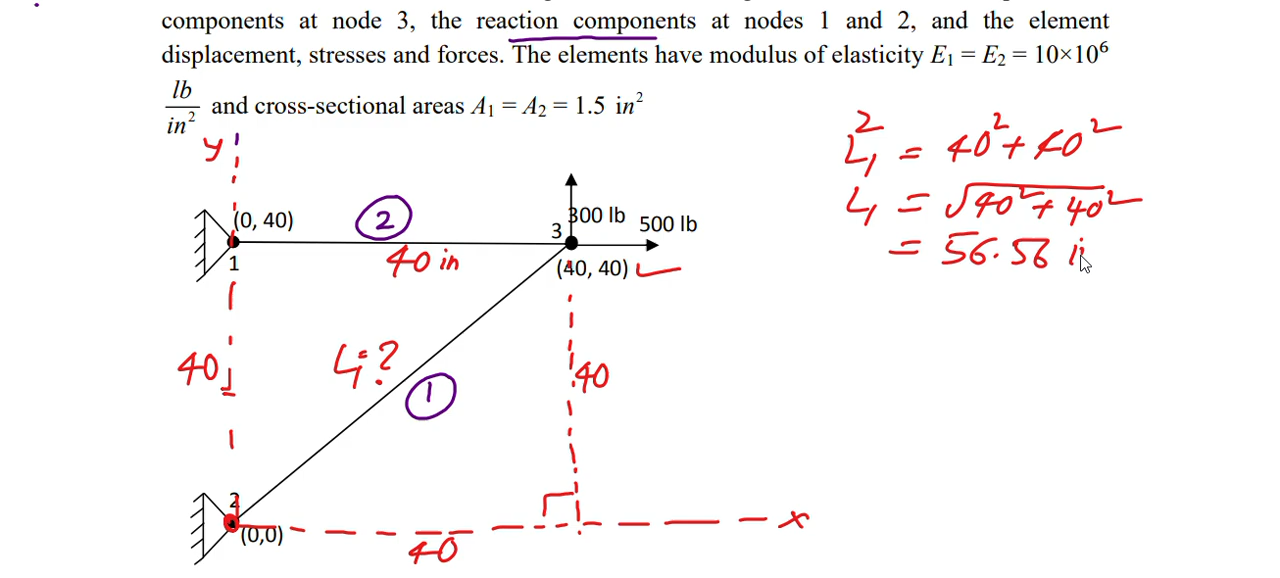 components at node 3, the reaction components at nodes 1 and 2, and the element
displacement, stresses and forces. The elements have modulus of elasticity E₁ = E₂ = 10×10⁶
lb/in² and cross-sectional areas A₁ = A₂ = 1.5 in²
y
L₁² = 40² + 40²
L₁ = √40² + 40²
= 56.56 i
(0, 40)
2
300 lb
500 lb
3
1
40 in
(40, 40)
40
L₁ = ?
1
40
2
(0,0)
40
x